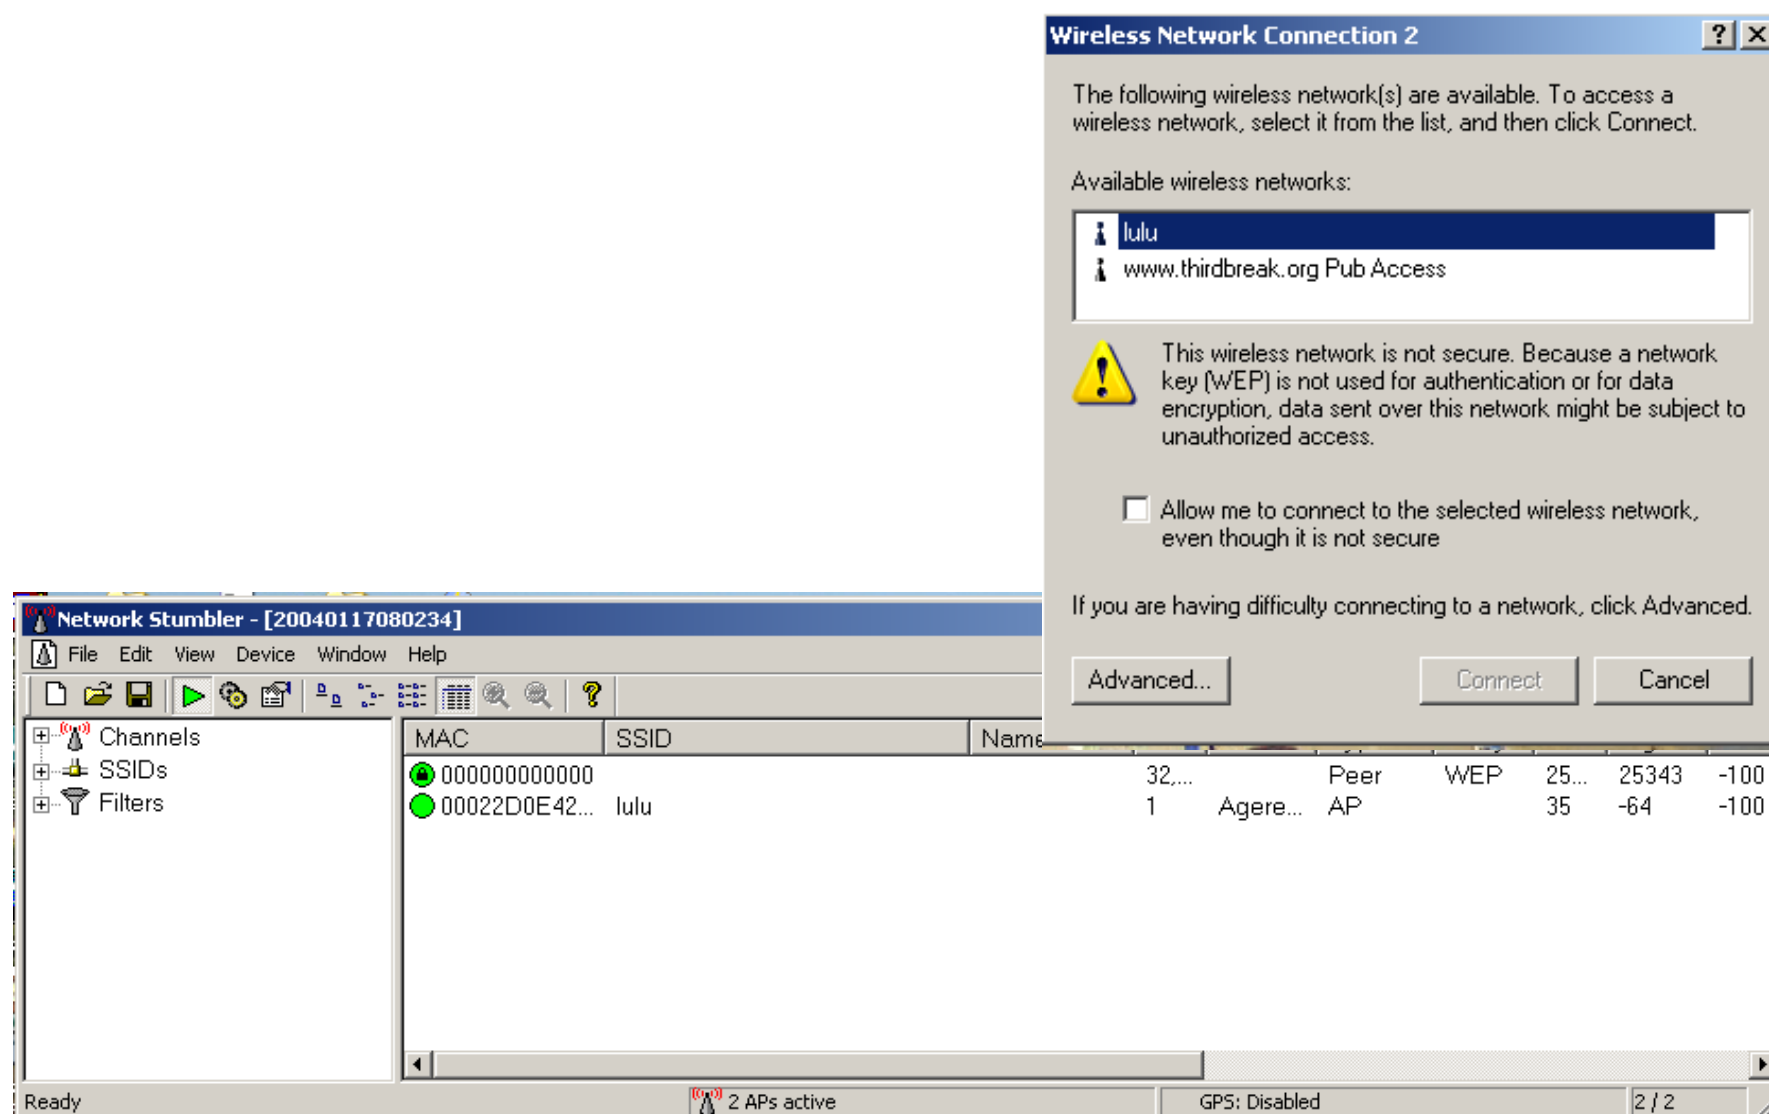 Wireless Network Connection 2
The following wireless network(s) are available. To access a
wireless network, select it from the list, and then click Connect.
Available wireless networks:
lulu
www.thirdbreak.org Pub Access
This wireless network is not secure. Because a network
key (WEP) is not used for authentication or for data
encryption, data sent over this network might be subject to
unauthorized access.
Allow me to connect to the selected wireless network,
even though it is not secure
If you are having difficulty connecting to a network, click Advanced.
Advanced... Connect Cancel
Network Stumbler - [20040117080234]
File Edit View Device Window Help
Channels
SSIDs
Filters
MAC SSID Name
000000000000 32,... Peer WEP 25... 25343 -100
00022D0E42... lulu 1 Agere... AP 35 -64 -100
Ready 2 APs active GPS: Disabled 2 / 2